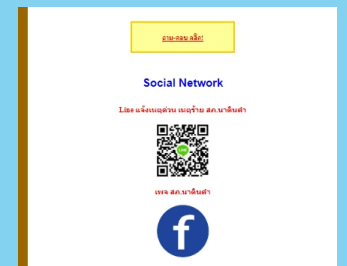 ถาม-ตอบ คลิ๊ก!
Social Network
Line แจ้งเหตุด่วน เหตุร้าย สภ.นาดินดำ
เพจ สภ.นาดินดำ